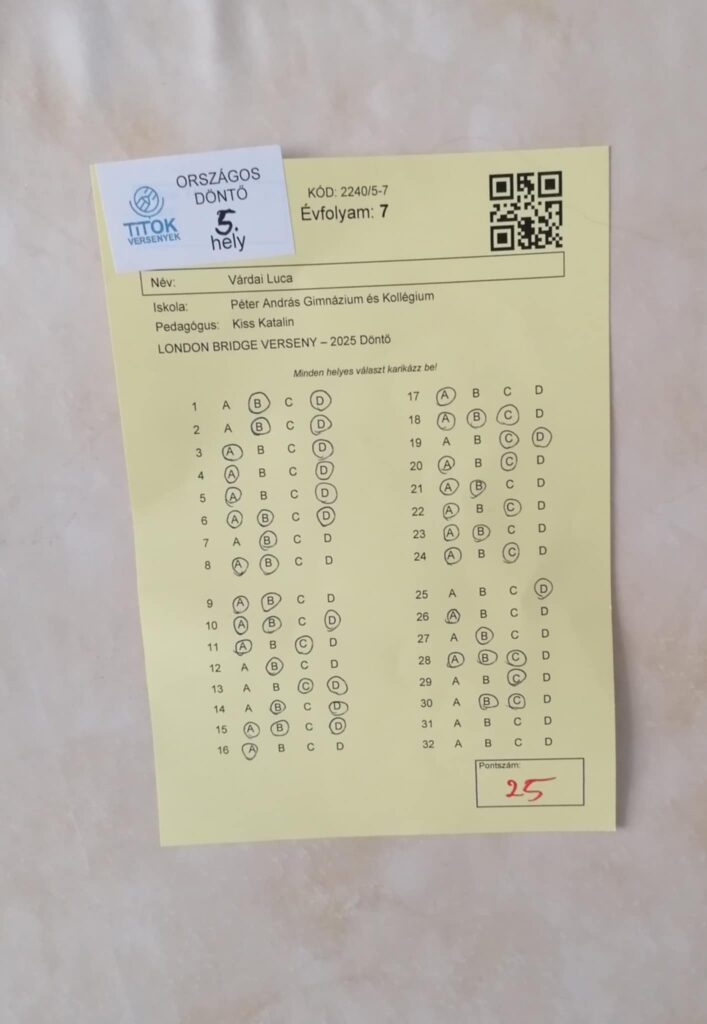 ORSZÁGOS
DÖNTŐ
5.
hely
TITOK
VERSENYEK
KÓD: 2240/5-7
Évfolyam: 7
Név: Várdai Luca
Iskola: Péter András Gimnázium és Kollégium
Pedagógus: Kiss Katalin
LONDON BRIDGE VERSENY – 2025 Döntő
Minden helyes választ karikázz be!
1 A B C D
2 A B C D
3 A B C D
4 A B C D
5 A B C D
6 A B C D
7 A B C D
8 A B C D
9 A B C D
10 A B C D
11 A B C D
12 A B C D
13 A B C D
14 A B C D
15 A B C D
16 A B C D
17 A B C D
18 A B C D
19 A B C D
20 A B C D
21 A B C D
22 A B C D
23 A B C D
24 A B C D
25 A B C D
26 A B C D
27 A B C D
28 A B C D
29 A B C D
30 A B C D
31 A B C D
32 A B C D
Pontszám:
25